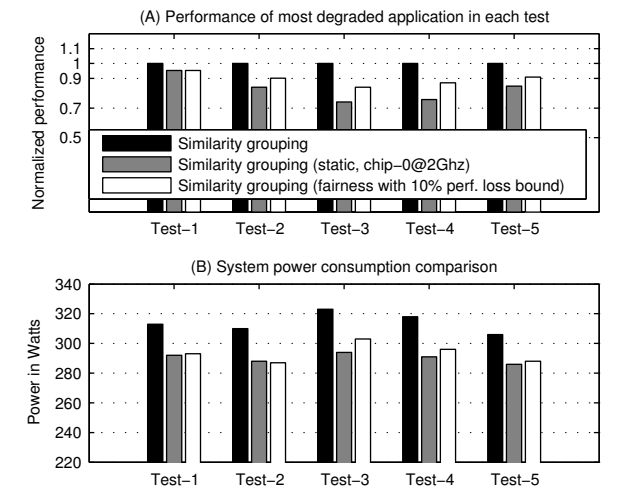 (A) Performance of most degraded application in each test
Normalized performance
1.1
1
0.9
0.7
0.5
Similarity grouping
Similarity grouping (static, chip−0@2Ghz)
Similarity grouping (fairness with 10% perf. loss bound)
Test−1 Test−2 Test−3 Test−4 Test−5
(B) System power consumption comparison
Power in Watts
340
320
300
280
260
240
220
Test−1 Test−2 Test−3 Test−4 Test−5